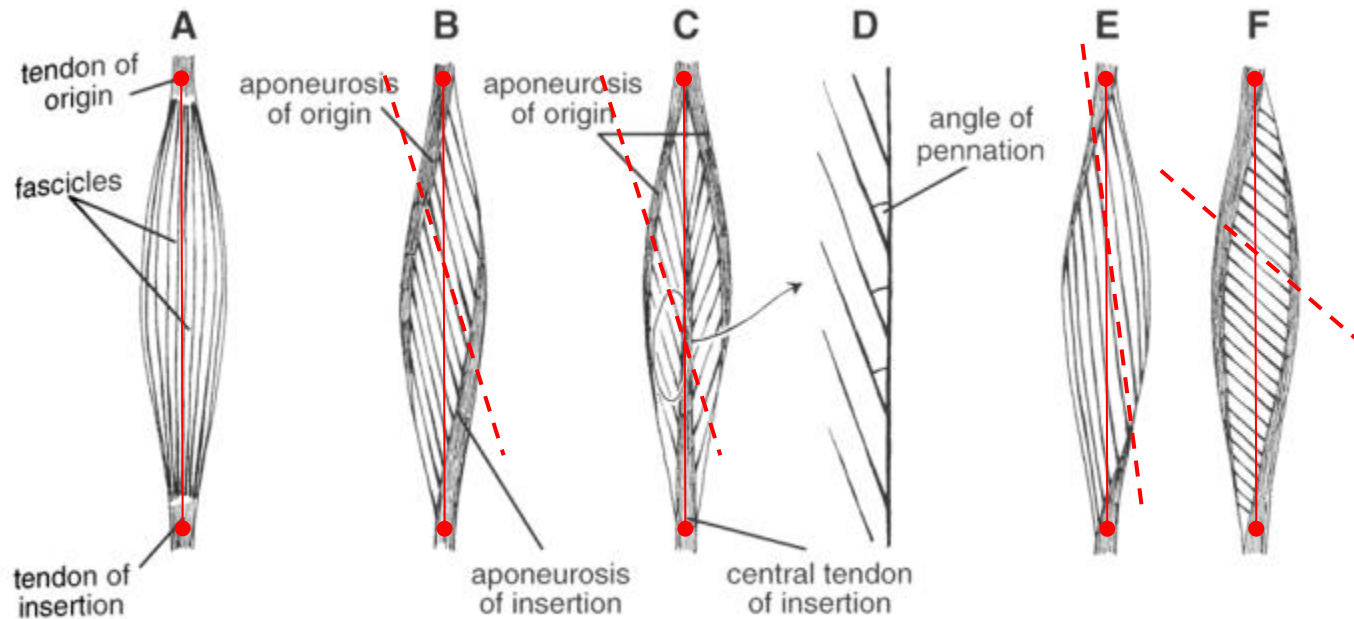 A
B
C
D
E
F
tendon of
origin
aponeurosis
of origin
aponeurosis
of origin
angle of
pennation
fascicles
tendon of
insertion
aponeurosis
of insertion
central tendon
of insertion